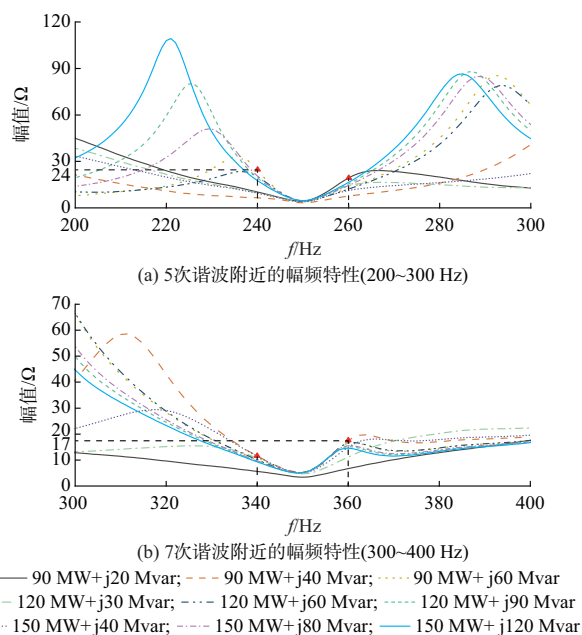 120
90
60
30
24
0
幅值/Ω
200 220 240 260 280 300
f/Hz
(a) 5次谐波附近的幅频特性(200~300 Hz)
70
60
50
40
30
20
17
10
0
幅值/Ω
300 320 340 360 380 400
f/Hz
(b) 7次谐波附近的幅频特性(300~400 Hz)
90 MW+j20 Mvar; 90 MW+j40 Mvar; 90 MW+j60 Mvar
120 MW+j30 Mvar; 120 MW+j60 Mvar; 120 MW+j90 Mvar
150 MW+j40 Mvar; 150 MW+j80 Mvar; 150 MW+j120 Mvar